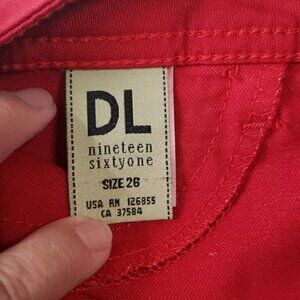 DL
nineteen
sixtyone
SIZE 26
USA RN 126855
CA 37584